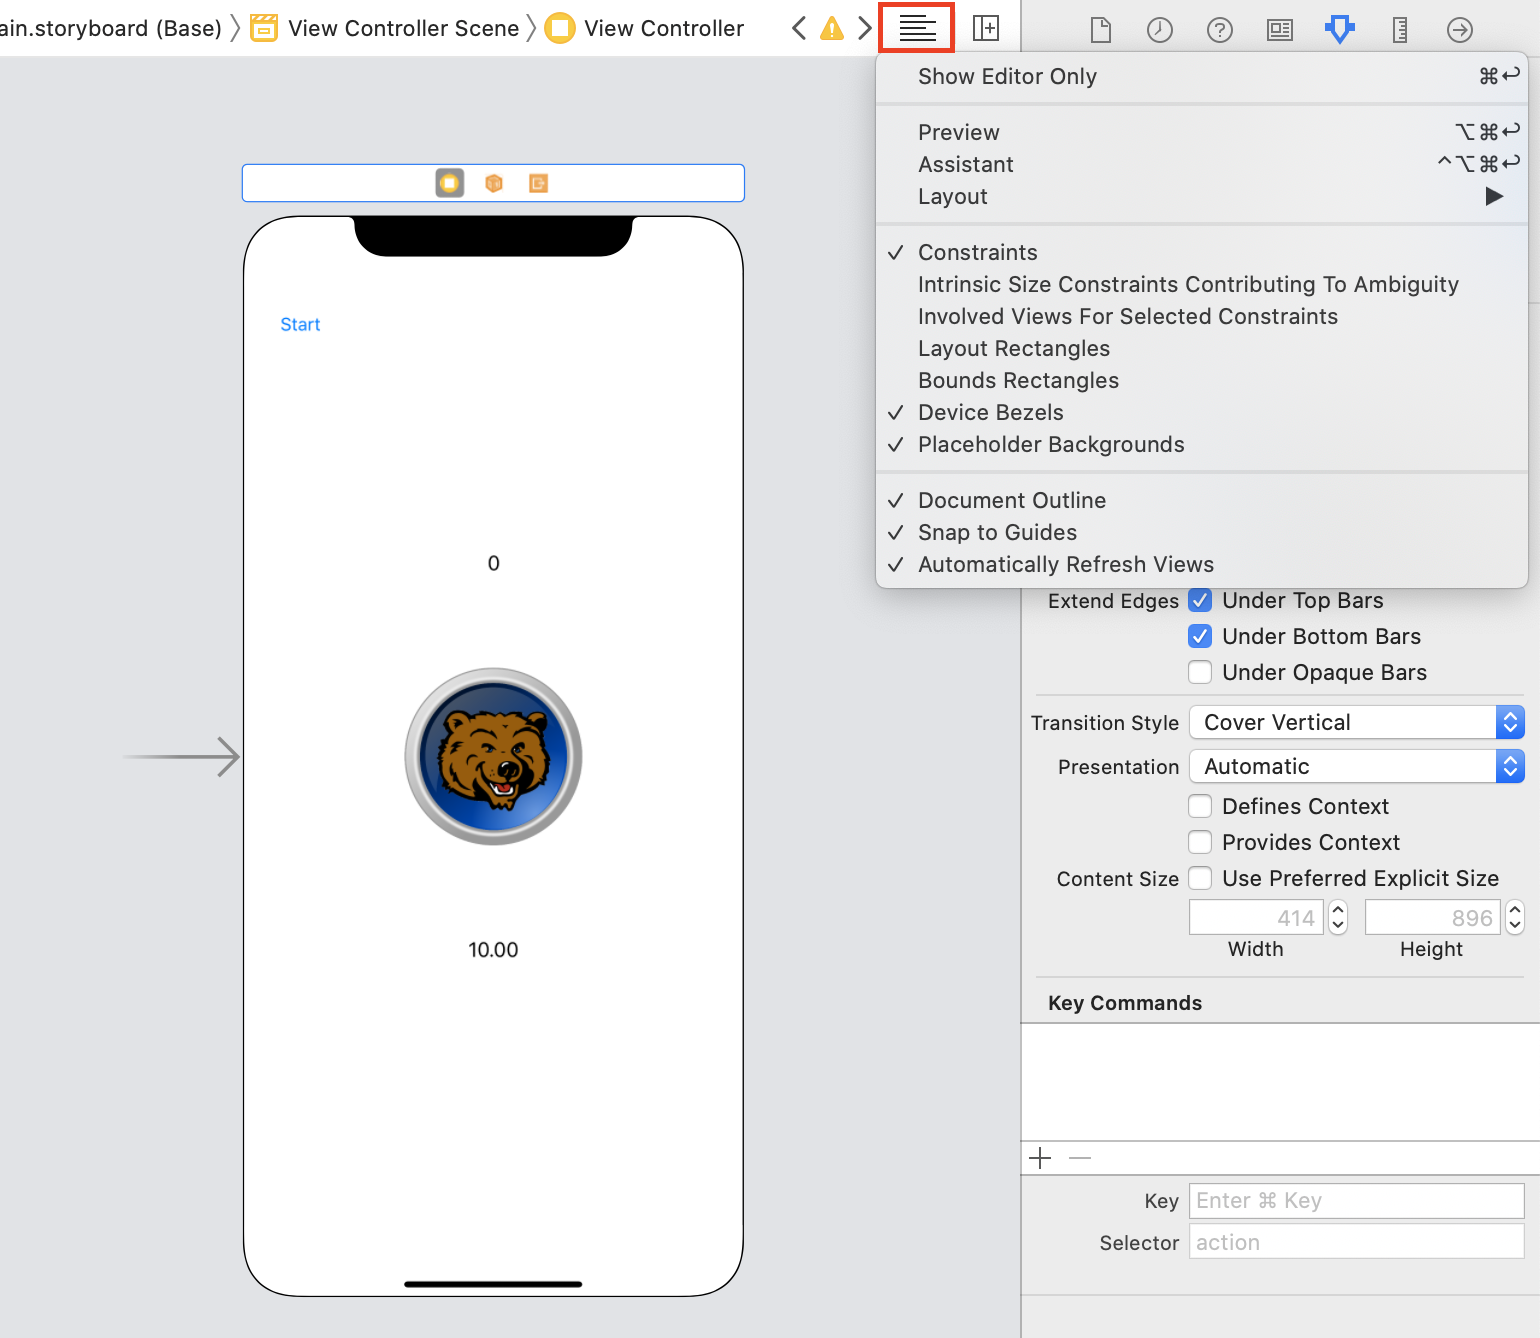 ain.storyboard (Base) View Controller Scene View Controller
Show Editor Only ⌘↩
Preview ⌥⌘↩
Assistant ^⌥⌘↩
Layout ▶
✓ Constraints
Intrinsic Size Constraints Contributing To Ambiguity
Involved Views For Selected Constraints
Layout Rectangles
Bounds Rectangles
✓ Device Bezels
✓ Placeholder Backgrounds
✓ Document Outline
✓ Snap to Guides
✓ Automatically Refresh Views
Start
0
10.00
Extend Edges Under Top Bars
Under Bottom Bars
Under Opaque Bars
Transition Style Cover Vertical
Presentation Automatic
Defines Context
Provides Context
Content Size Use Preferred Explicit Size
414 896
Width Height
Key Commands
Key Enter ⌘ Key
Selector action